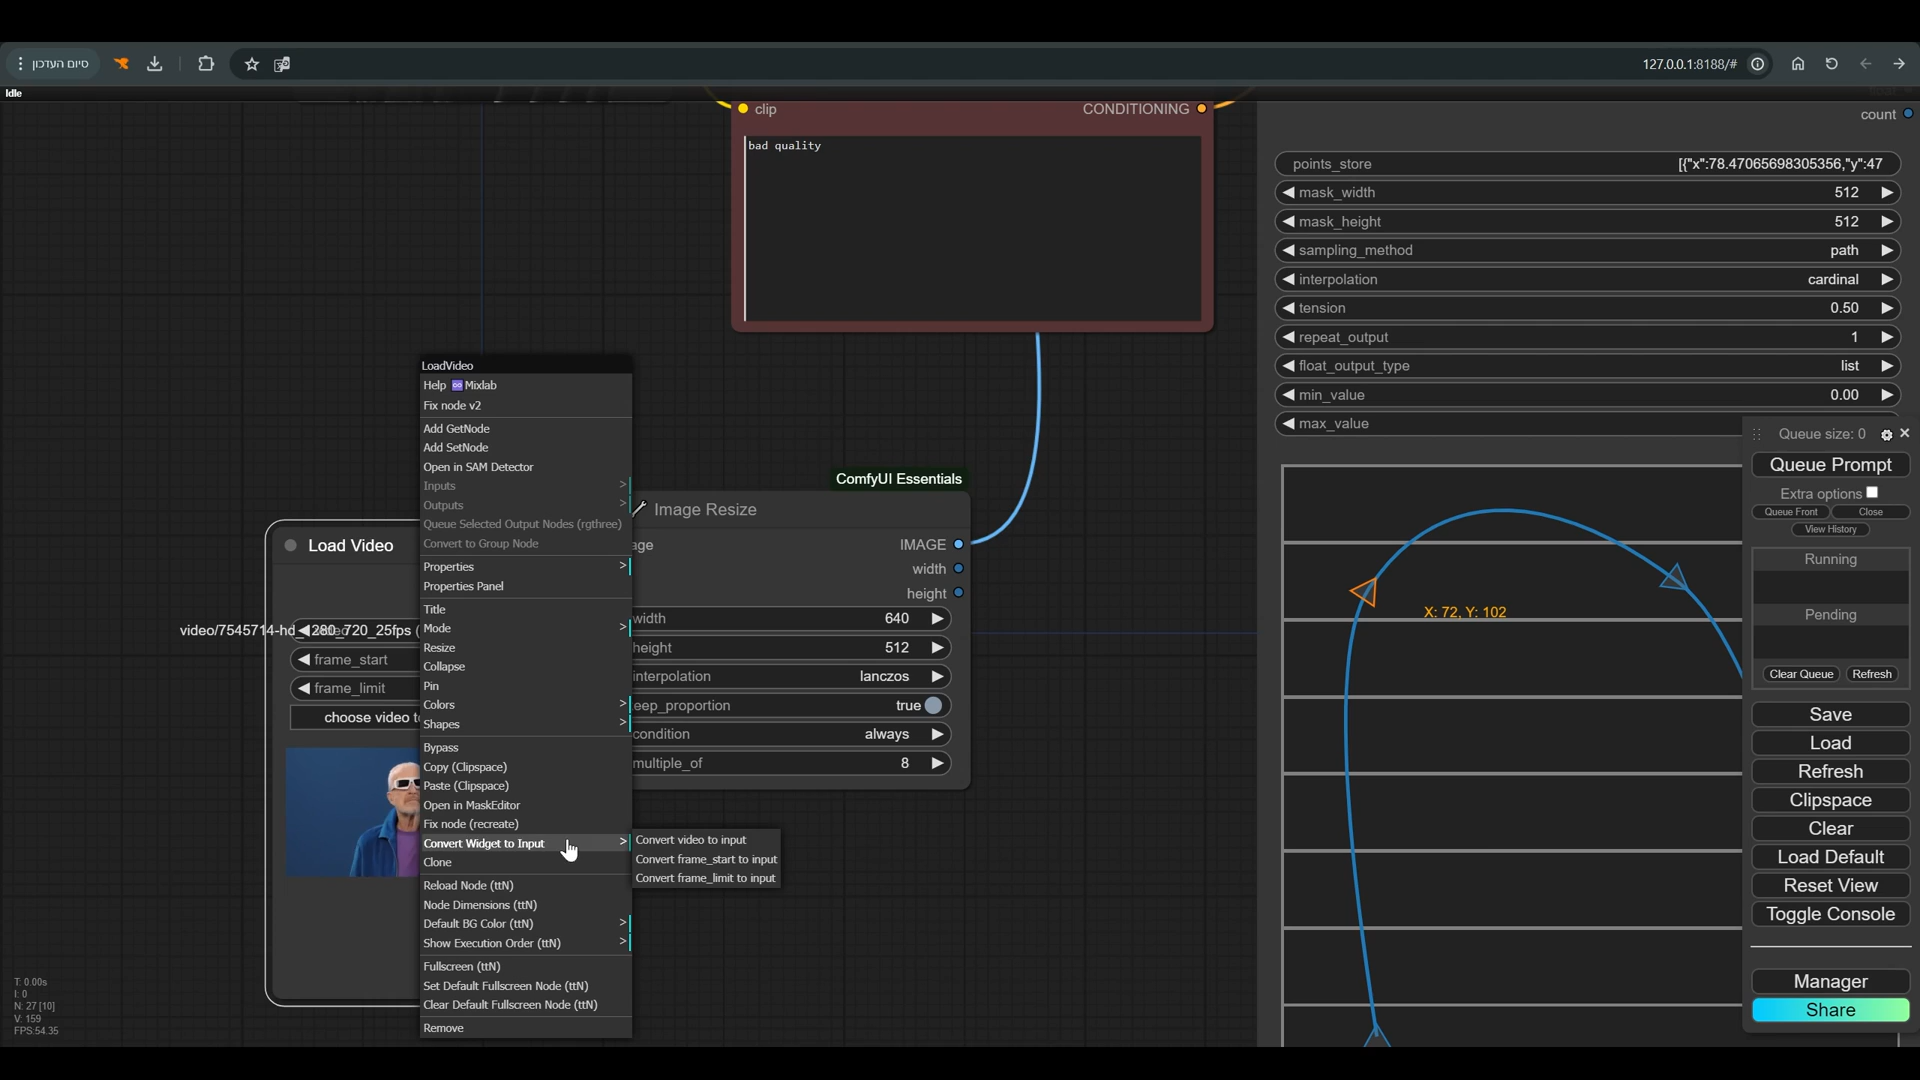 סיום העדכון
127.0.0.1:8188/#
Idle
clip
CONDITIONING
bad quality
count
points_store
[{"x":78.47065698305356,"y":47
mask_width
512
mask_height
512
sampling_method
path
interpolation
cardinal
tension
0.50
repeat_output
1
float_output_type
list
min_value
0.00
max_value
LoadVideo
Help ♾️ Mixlab
Fix node v2
Add GetNode
Add SetNode
Open in SAM Detector
Inputs >
Outputs >
Queue Selected Output Nodes (rgthree)
Convert to Group Node
Properties >
Properties Panel
Title
Mode >
Resize
Collapse
Pin
Colors >
Shapes >
Bypass
Copy (Clipspace)
Paste (Clipspace)
Open in MaskEditor
Fix node (recreate)
Convert Widget to Input >
Clone
Reload Node (ttN)
Node Dimensions (ttN)
Default BG Color (ttN) >
Show Execution Order (ttN) >
Fullscreen (ttN)
Set Default Fullscreen Node (ttN)
Clear Default Fullscreen Node (ttN)
Remove
Convert video to input
Convert frame_start to input
Convert frame_limit to input
Load Video
video/7545714-hd_1280_720_25fps (
frame_start
frame_limit
choose video t
ComfyUI Essentials
Image Resize
age
IMAGE
width
height
width
640
height
512
interpolation
lanczos
eep_proportion
true
condition
always
multiple_of
8
X: 72, Y: 102
Queue size: 0
Queue Prompt
Extra options
Queue Front
Close
View History
Running
Pending
Clear Queue
Refresh
Save
Load
Refresh
Clipspace
Clear
Load Default
Reset View
Toggle Console
Manager
Share
T: 0.00s
I: 0
N: 27 [10]
V: 159
FPS:54.35